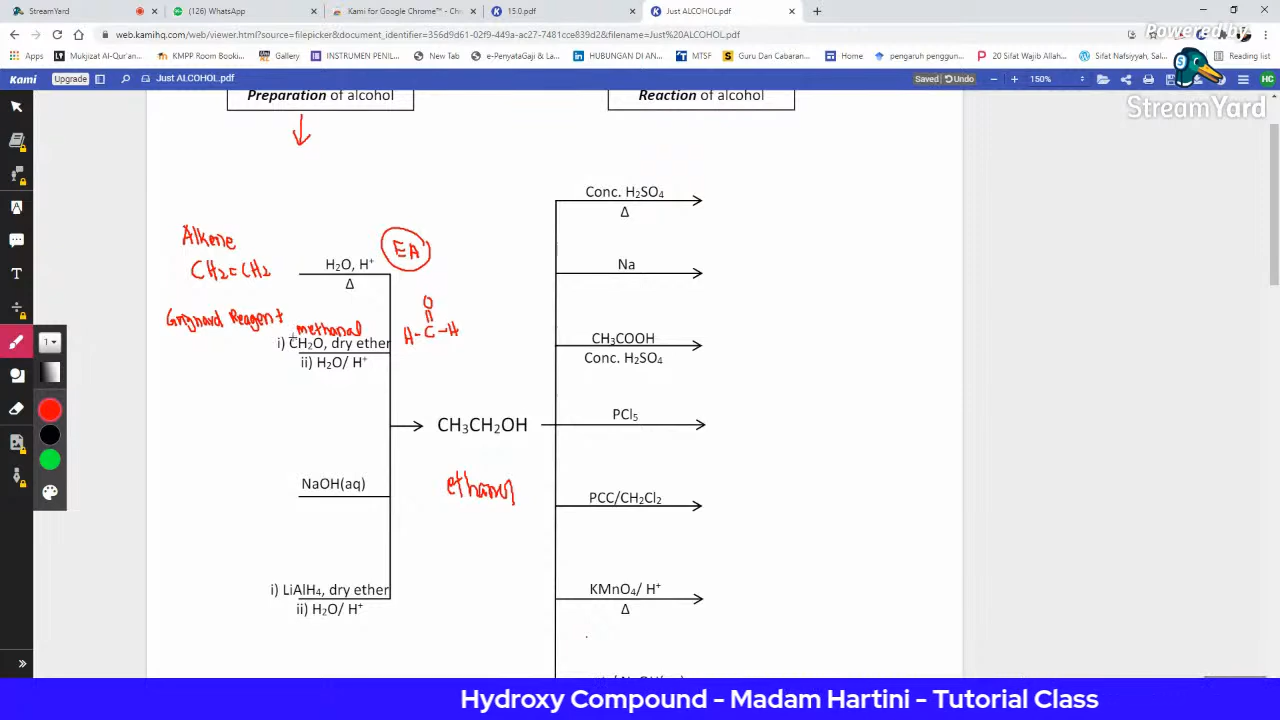 StreamYard
(126) WhatsApp
Kami for Google Chrome™ - Chr
15.0.pdf
Just ALCOHOL.pdf
web.kamihq.com/web/viewer.html?source=filepicker&document_identifier=356dc561-02f9-449a-ac27-7481cce839d2&filename=Just%20ALCOHOL.pdf
Apps
Mukjizat Al-Qur'an...
KMPP Room Booking
Gallery
INSTRUMEN PENIL...
New Tab
e-PenyataGaji & La...
HUBUNGAN DI AN...
MTSF
Guru Dan Cabaran...
pengaruh penggun...
20 Sifat Wajib Allah...
Sifat Nafsiyyah, Sal...
Reading list
Powered by
StreamYard
Kami
Upgrade
Just ALCOHOL.pdf
Saved
Undo
150%
HC
Preparation of alcohol
Reaction of alcohol
Conc. H₂SO₄
Δ
Alkene
CH₂=CH₂
H₂O, H⁺
Δ
EA
Na
Grignard Reagent
methanal
i) CH₂O, dry ether
ii) H₂O/ H⁺
O
H-C-H
CH₃COOH
Conc. H₂SO₄
CH₃CH₂OH
PCl₅
NaOH(aq)
ethanol
PCC/CH₂Cl₂
i) LiAlH₄, dry ether
ii) H₂O/ H⁺
KMnO₄/ H⁺
Δ
1
Hydroxy Compound - Madam Hartini - Tutorial Class